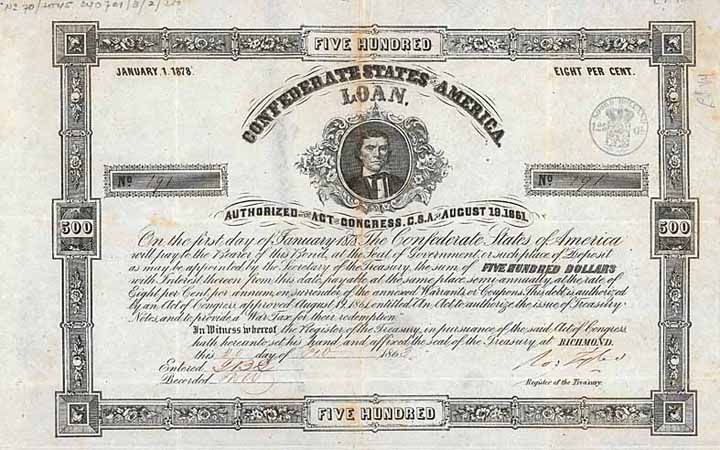 FIVE HUNDRED
JANUARY. 1. 1878.
EIGHT PER CENT.
CONFEDERATE STATES AMERICA.
LOAN.
No 191
No 191
AUTHORIZED ACT CONGRESS, C.S.A. AUGUST 19. 1861.
500
500
On the first day of January 1878 The Confederate States of America
will pay to the Bearer of this Bond, at the Seat of Government, or such place of Deposit
as may be appointed by the Secretary of the Treasury, the sum of FIVE HUNDRED DOLLARS
with Interest thereon from this date, payable at the same place semi-annually, at the rate of
Eight per Cent per annum, on surrender of the annexed Warrants or Coupons. This debt is authorized
by an Act of Congress approved August 19. 1861, entitled An Act to authorize the issue of Treasury
Notes, and to provide a War Tax for their redemption
In Witness whereof the Register of the Treasury, in pursuance of the said Act of Congress
hath hereunto set his hand and affixed the seal of the Treasury, at RICHMOND.
this day of 186
Entered
Recorded
Register of the Treasury.
FIVE HUNDRED